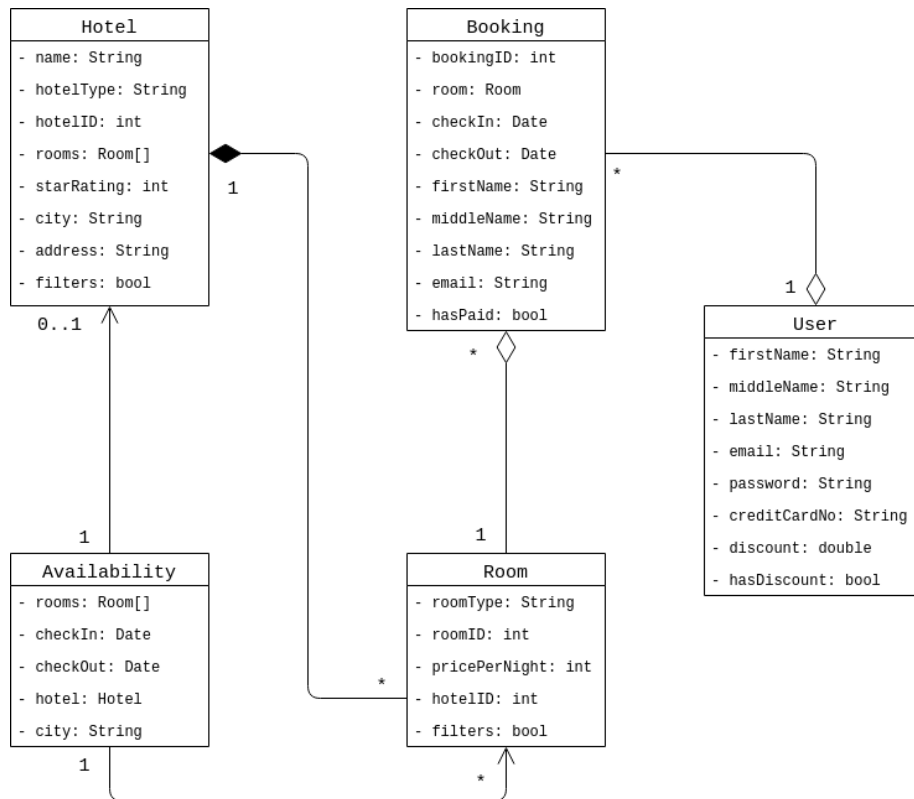 Hotel
- name: String
- hotelType: String
- hotelID: int
- rooms: Room[]
- starRating: int
- city: String
- address: String
- filters: bool
Booking
- bookingID: int
- room: Room
- checkIn: Date
- checkOut: Date
- firstName: String
- middleName: String
- lastName: String
- email: String
- hasPaid: bool
1
*
0..1
*
1
User
- firstName: String
- middleName: String
- lastName: String
- email: String
- password: String
- creditCardNo: String
- discount: double
- hasDiscount: bool
1
1
Availability
- rooms: Room[]
- checkIn: Date
- checkOut: Date
- hotel: Hotel
- city: String
*
Room
- roomType: String
- roomID: int
- pricePerNight: int
- hotelID: int
- filters: bool
1
*